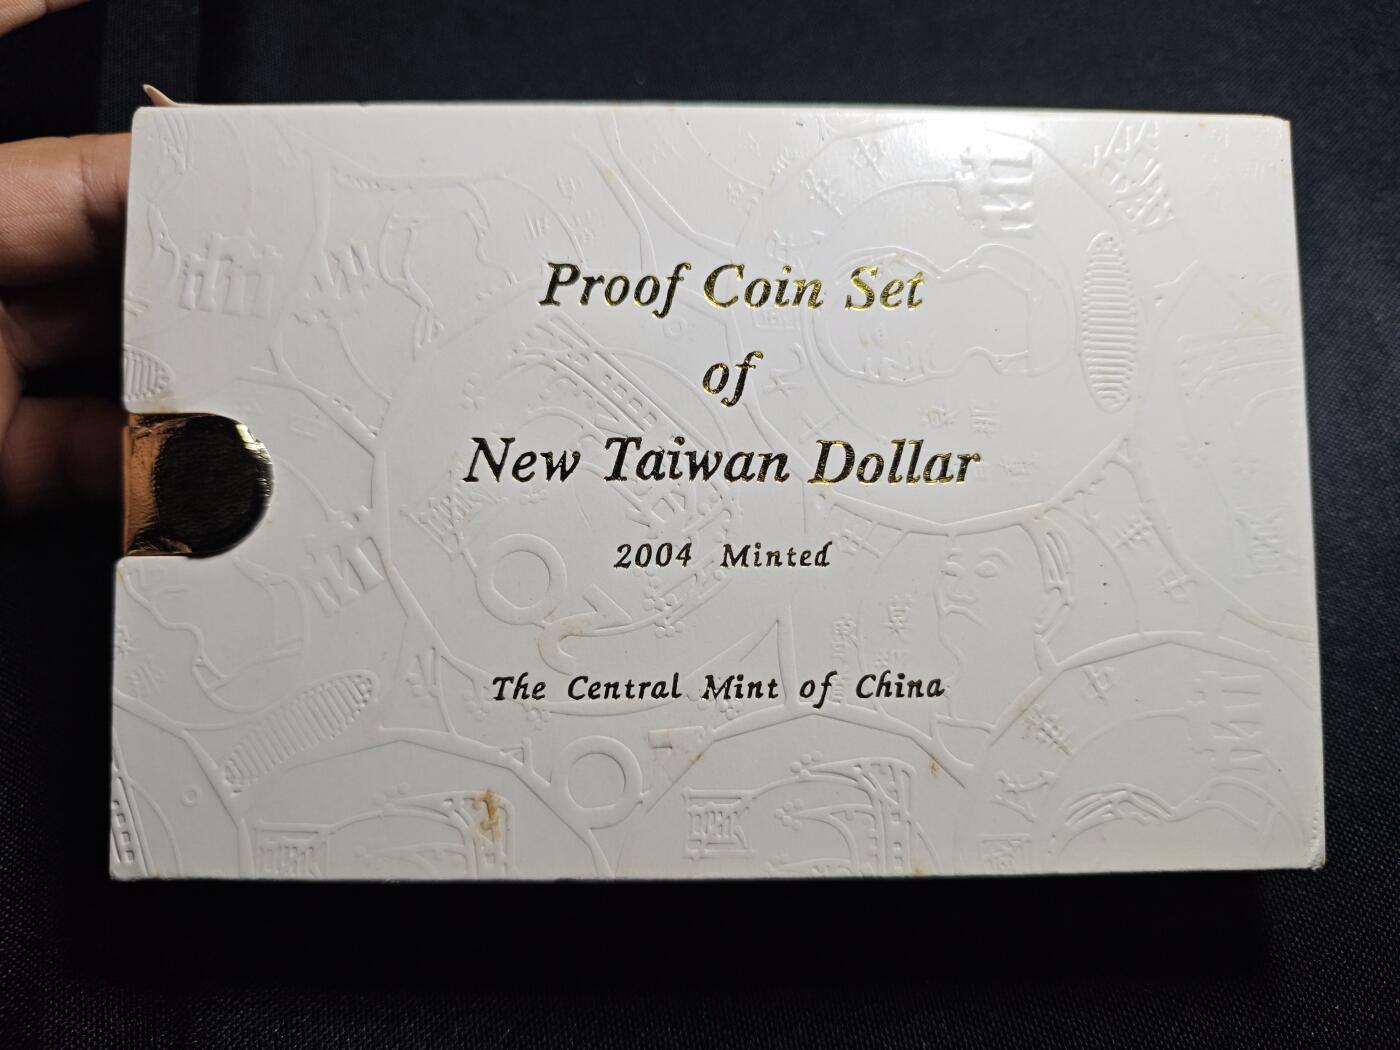 Proof Coin Set
of
New Taiwan Dollar
2004 Minted
The Central Mint of China